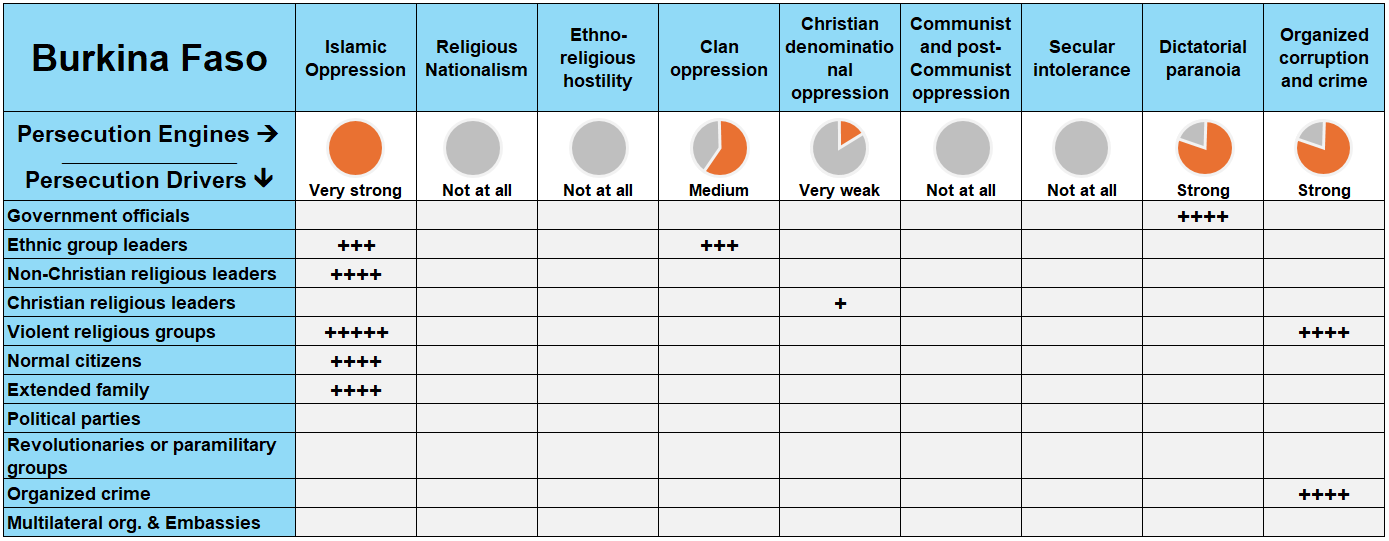 Burkina Faso
Islamic
Oppression
Religious
Nationalism
Ethno-
religious
hostility
Clan
oppression
Christian
denominatio
nal
oppression
Communist
and post-
Communist
oppression
Secular
intolerance
Dictatorial
paranoia
Organized
corruption
and crime
Persecution Engines →
Persecution Drivers ↓
Very strong
Not at all
Not at all
Medium
Very weak
Not at all
Not at all
Strong
Strong
Government officials ++++
Ethnic group leaders +++ +++
Non-Christian religious leaders ++++
Christian religious leaders +
Violent religious groups +++++ ++++
Normal citizens ++++
Extended family ++++
Political parties
Revolutionaries or paramilitary
groups
Organized crime ++++
Multilateral org. & Embassies